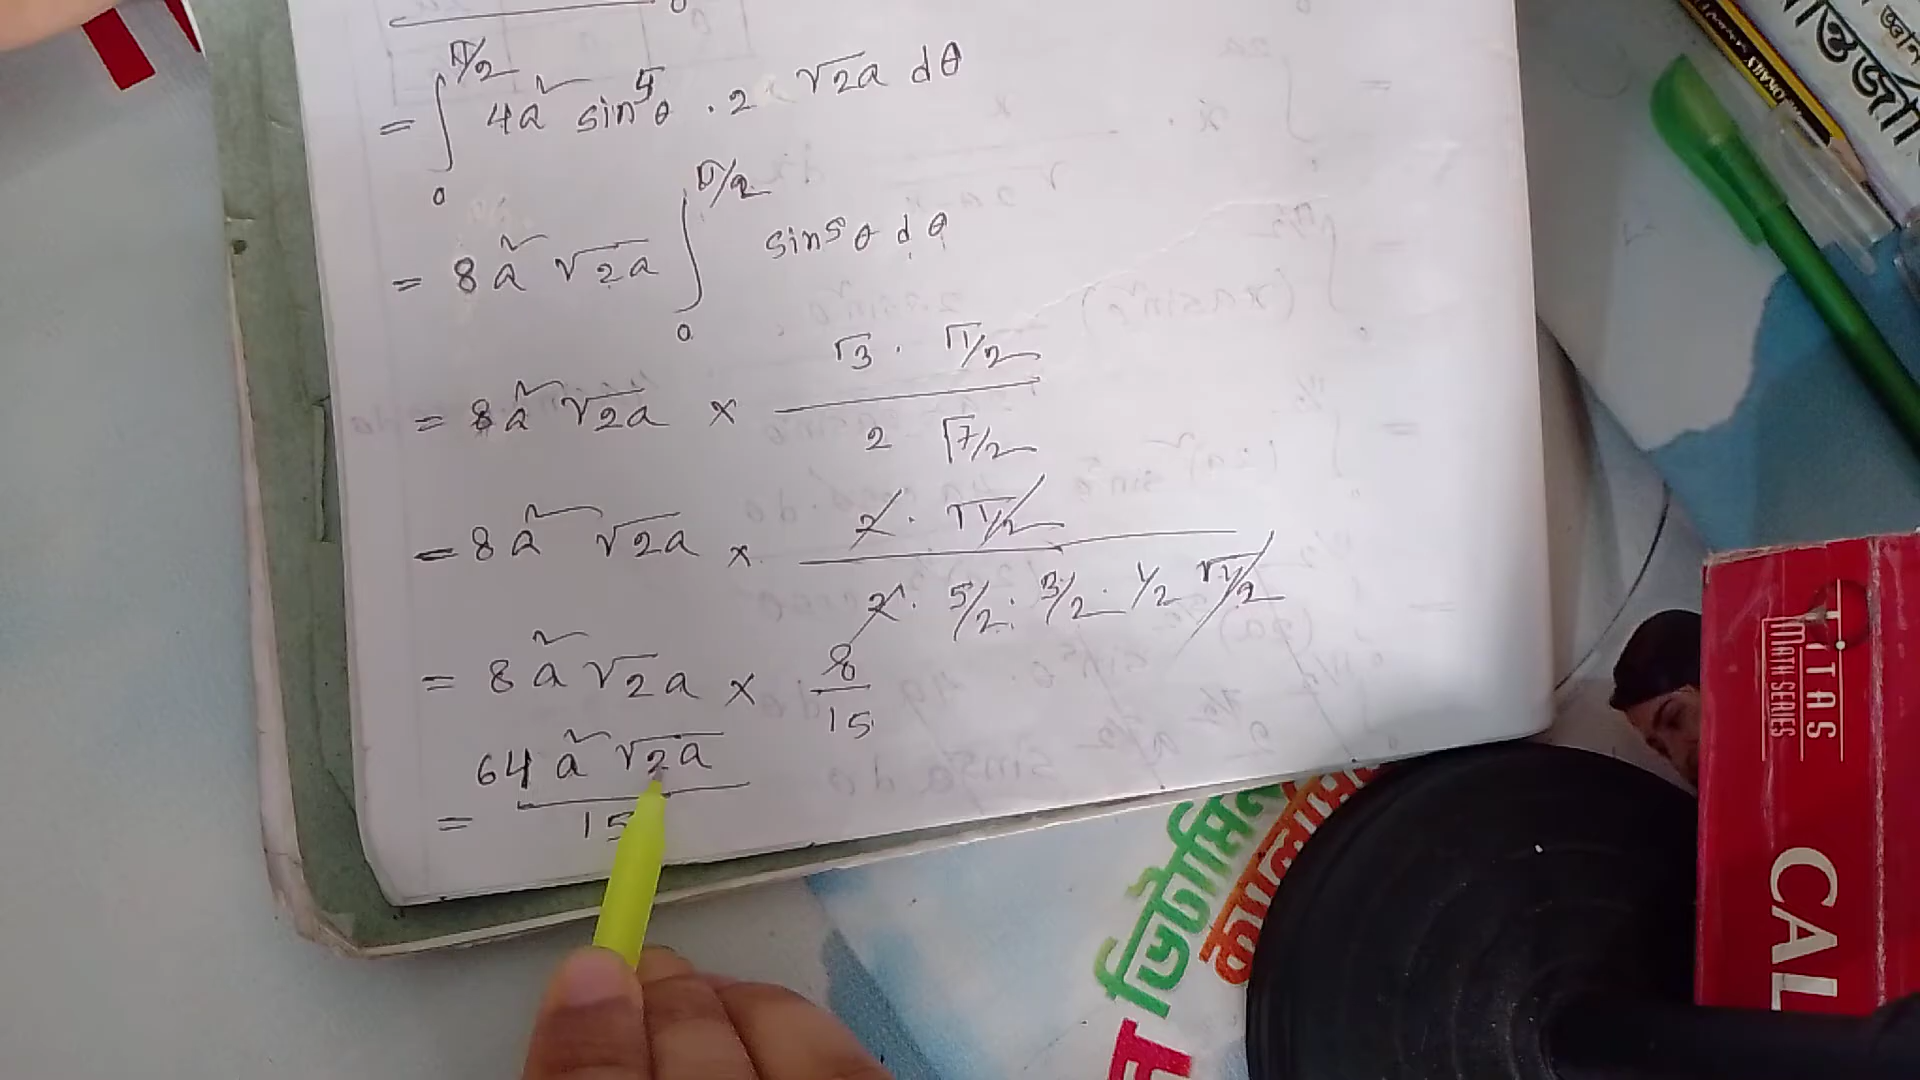 = ∫₀^{π/2} 4a² sin⁵θ . 2 √2a dθ
= 8a² √2a ∫₀^{π/2} sin⁵θ dθ
= 8a² √2a × (Γ3 . Γ1/2) / (2 Γ7/2)
= 8a² √2a × (2 . Γ1/2) / (2 . 5/2 . 3/2 . 1/2 Γ1/2)
= 8a² √2a × 8/15
= 64a² √2a / 15
TiTAS
MATH SERIES
CAL